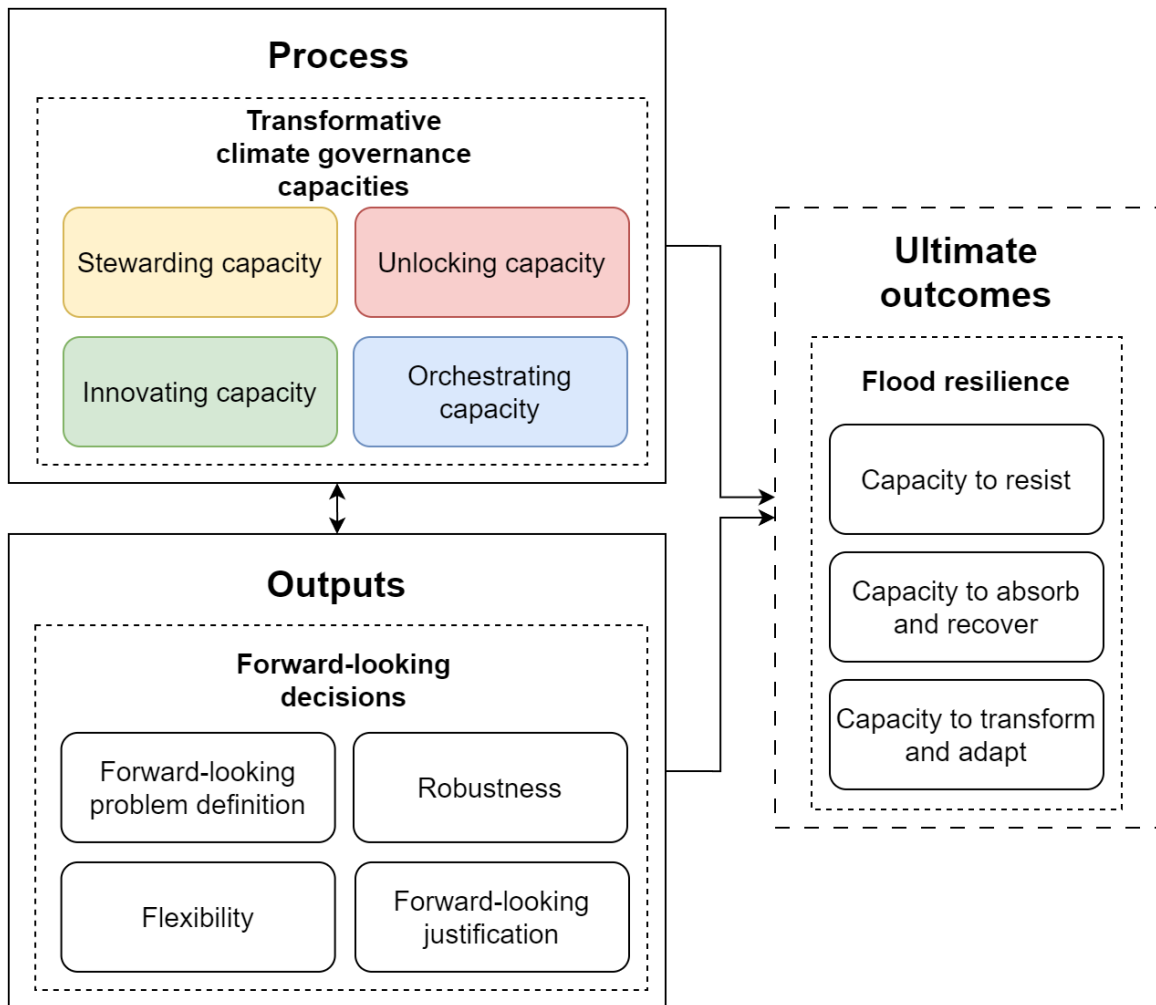 Process
Transformative
climate governance
capacities
Stewarding capacity
Unlocking capacity
Innovating capacity
Orchestrating
capacity
Outputs
Forward-looking
decisions
Forward-looking
problem definition
Robustness
Flexibility
Forward-looking
justification
Ultimate
outcomes
Flood resilience
Capacity to resist
Capacity to absorb
and recover
Capacity to transform
and adapt